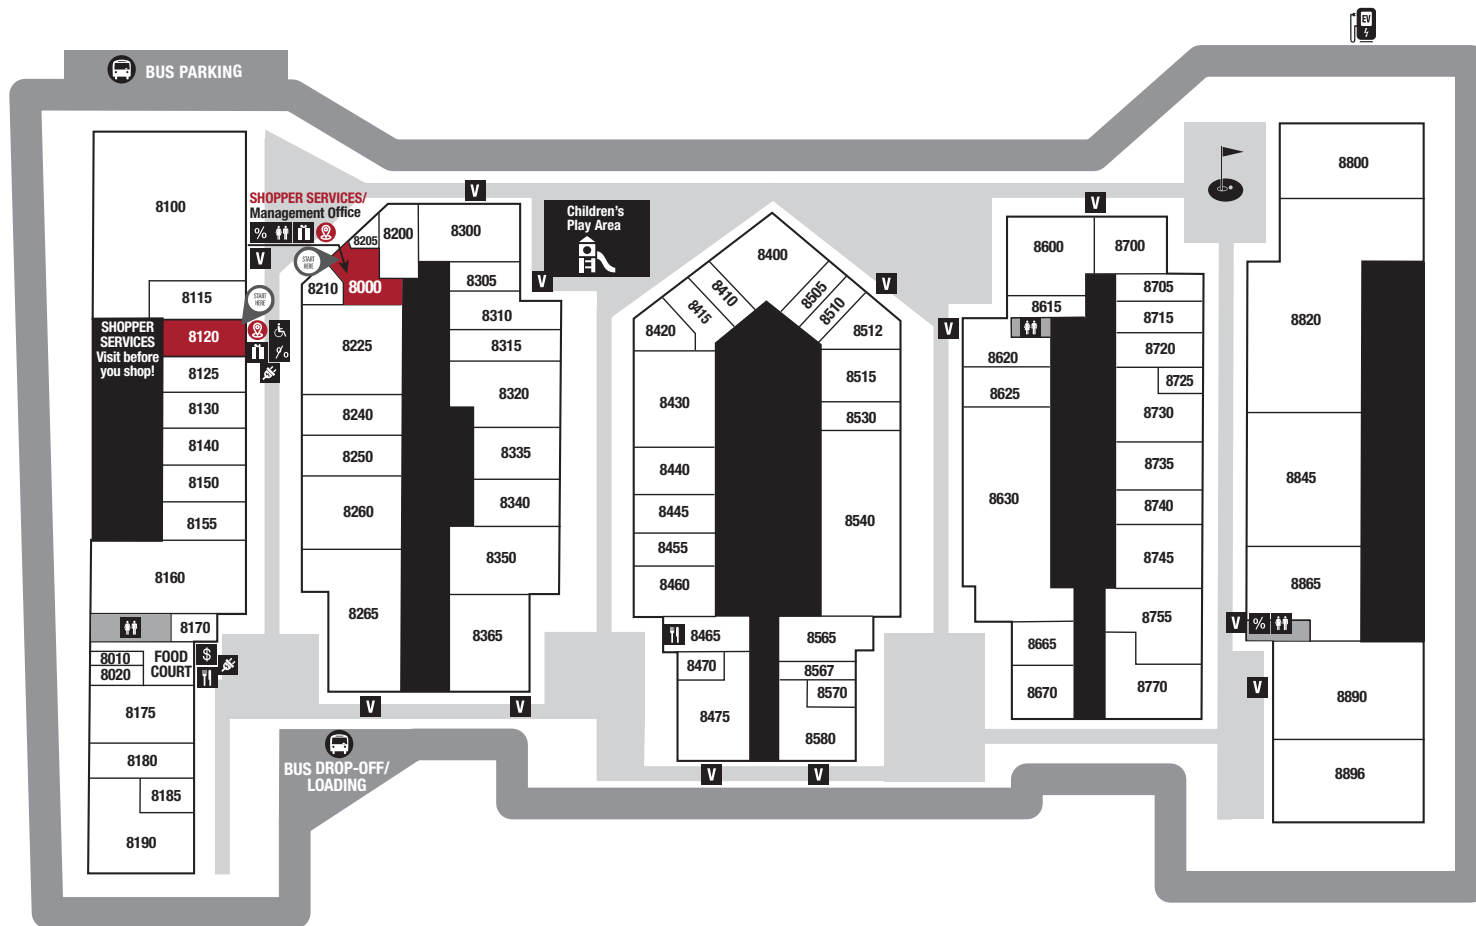 EV
BUS PARKING
8100
8115
SHOPPER
SERVICES
Visit before
you shop!
START
HERE
8120
8125
8130
8140
8150
8155
8160
8170
8010
8020
FOOD
COURT
$
8175
8180
8185
8190
SHOPPER SERVICES/
Management Office
%
V
START
HERE
8205
8200
8300
V
8210
8000
8305
8310
8225
8315
8320
8240
8250
8335
8260
8340
8350
8265
8365
V
V
BUS DROP-OFF/
LOADING
Children's
Play Area
V
8400
8410
8415
8420
8505
8510
8512
V
8430
8515
8530
8440
8445
8540
8455
8460
8465
8565
8470
8567
8570
8475
8580
V
V
V
8600
8700
8615
8705
V
8715
8620
8720
8625
8725
8730
8735
8630
8740
8745
8755
8665
8670
8770
8800
8820
8845
8865
V
%
V
8890
8896
%